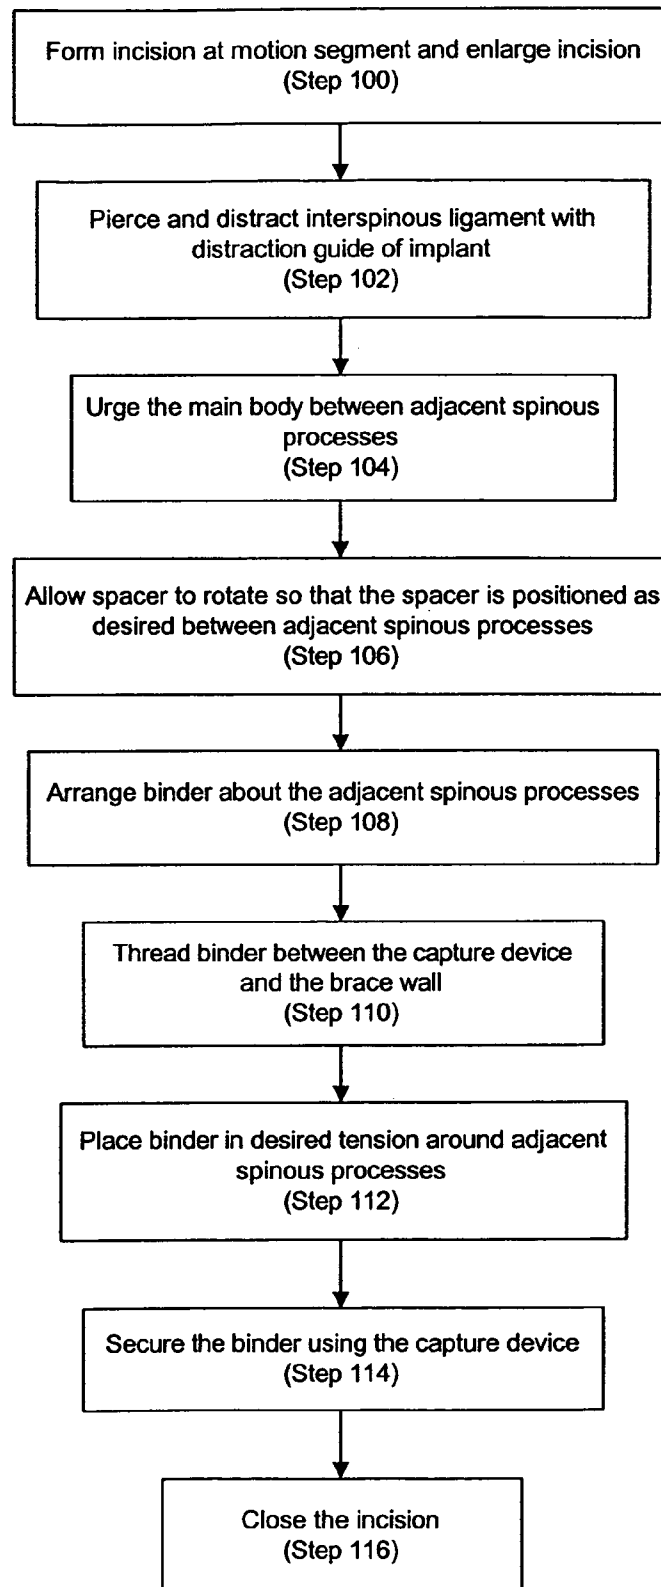 Form incision at motion segment and enlarge incision
(Step 100)
Pierce and distract interspinous ligament with
distraction guide of implant
(Step 102)
Urge the main body between adjacent spinous
processes
(Step 104)
Allow spacer to rotate so that the spacer is positioned as
desired between adjacent spinous processes
(Step 106)
Arrange binder about the adjacent spinous processes
(Step 108)
Thread binder between the capture device
and the brace wall
(Step 110)
Place binder in desired tension around adjacent
spinous processes
(Step 112)
Secure the binder using the capture device
(Step 114)
Close the incision
(Step 116)